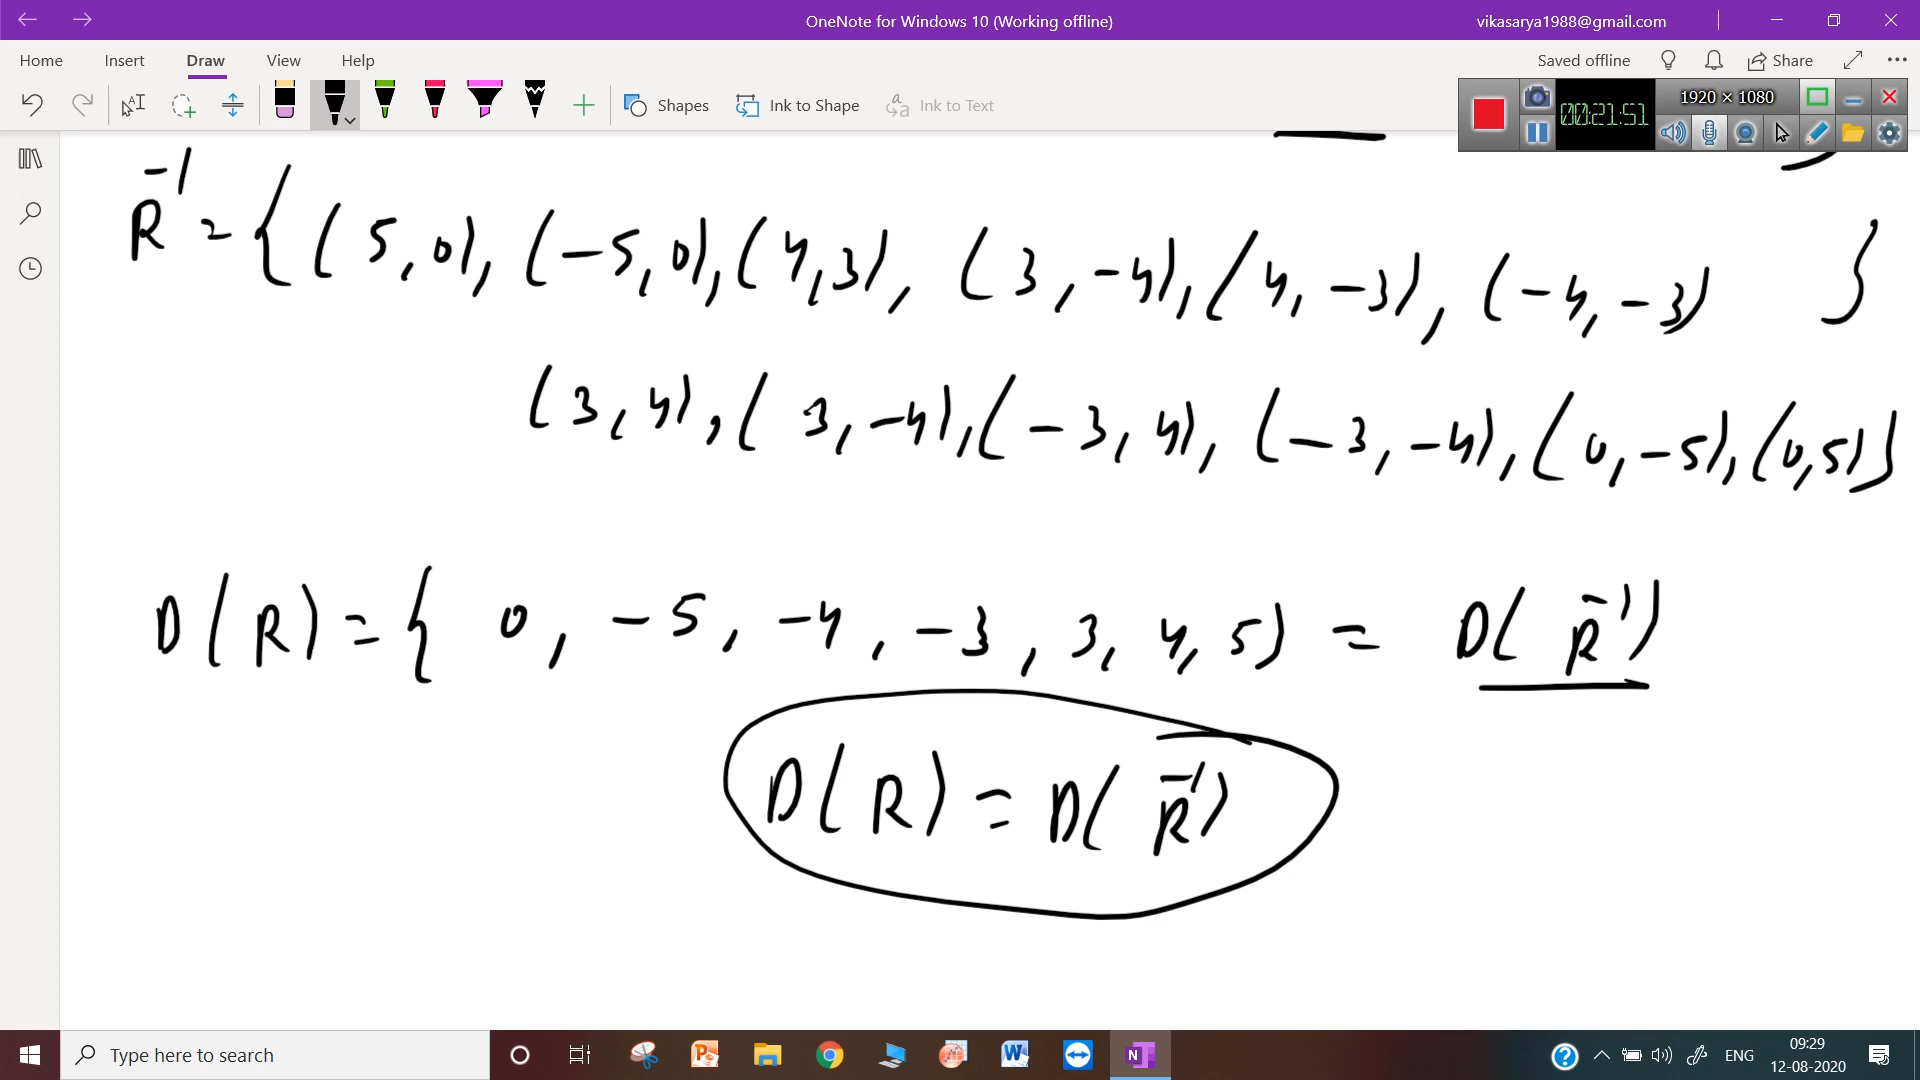 OneNote for Windows 10 (Working offline)
vikasarya1988@gmail.com
Home Insert Draw View Help
Saved offline
Share
Shapes Ink to Shape Ink to Text
1920 × 1080
00:21:51
R⁻¹ = { ( 5, 0), (-5, 0), (4, 3), (3, -4), (4, -3), (-4, -3) }
(3, 4), (3, -4), (-3, 4), (-3, -4), (0, -5), (0, 5)}
D(R) = { 0, -5, -4, -3, 3, 4, 5} = D(R⁻¹)
D(R) = D(R⁻¹)
Type here to search
ENG
09:29
12-08-2020